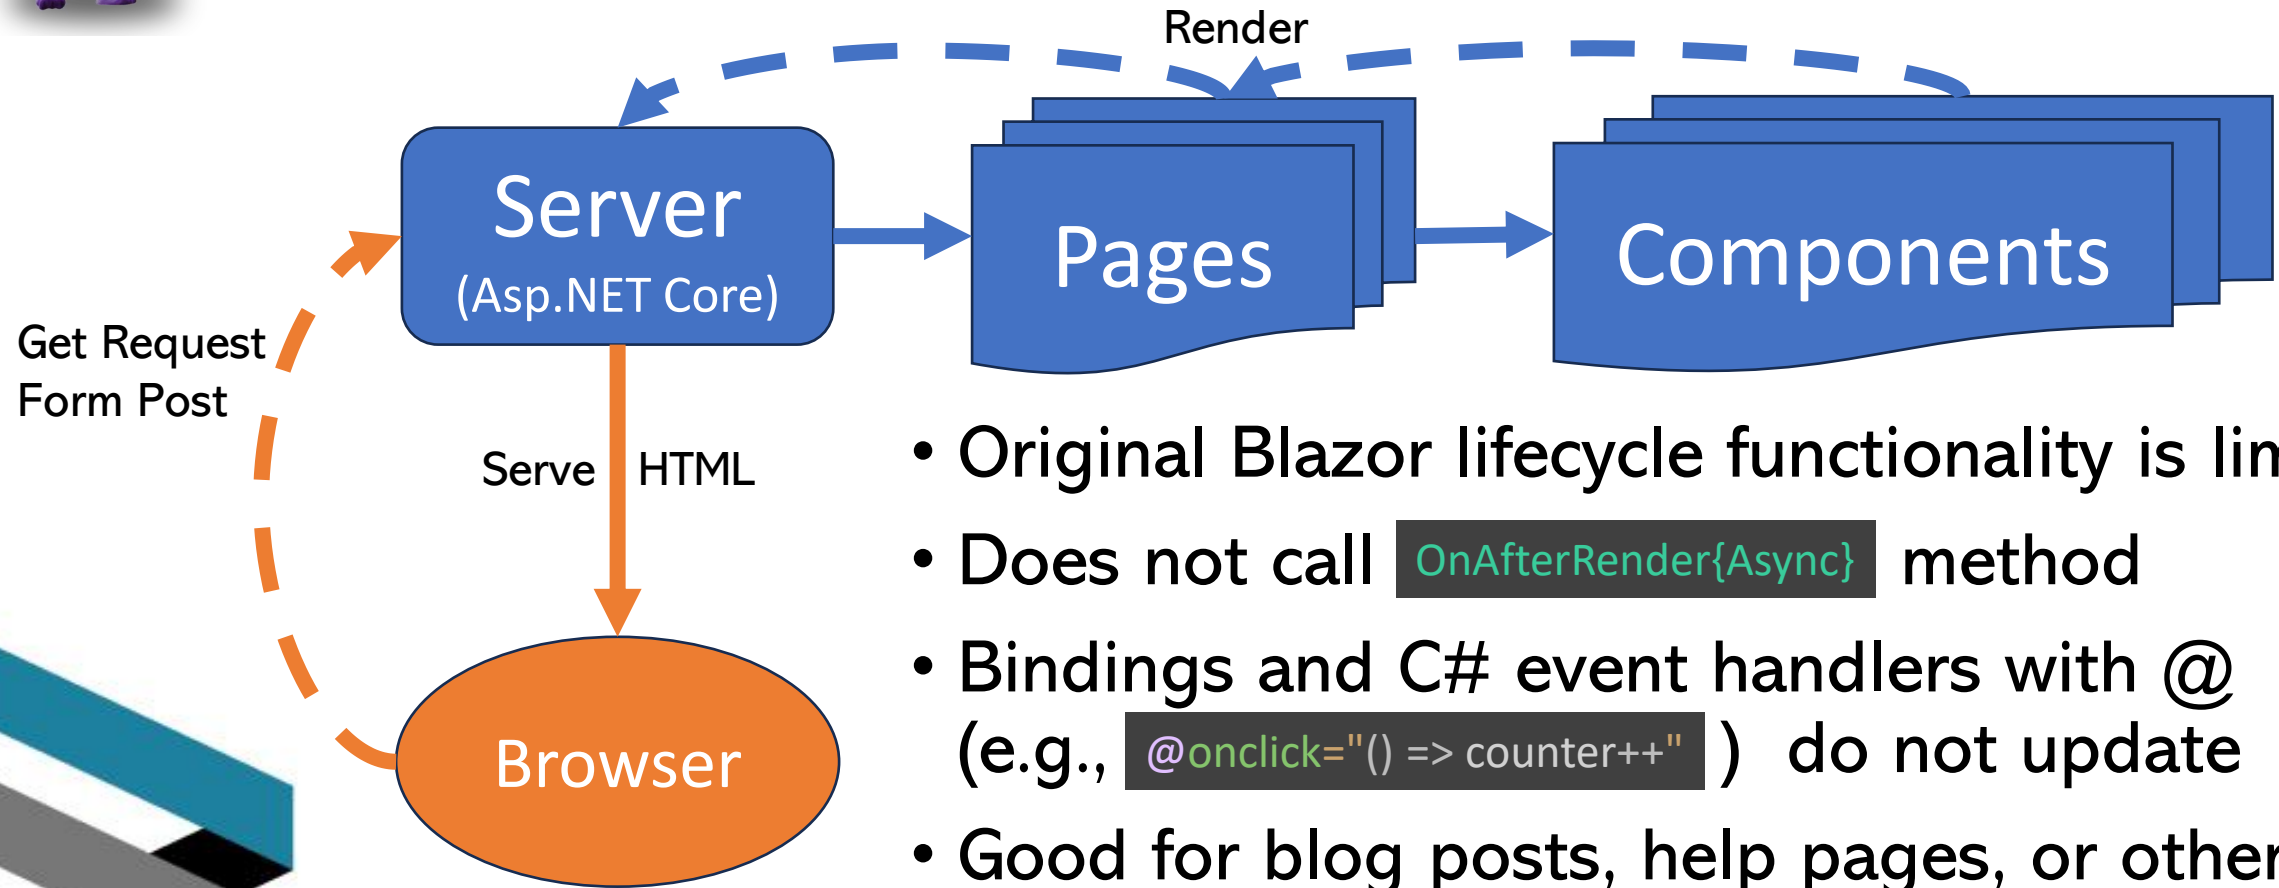 Render
Server
(Asp.NET Core)
Pages
Components
Get Request
Form Post
Serve HTML
Browser
• Original Blazor lifecycle functionality is
• Does not call OnAfterRender{Async} method
• Bindings and C# event handlers with @
(e.g., @onclick="() => counter++" ) do not update
• Good for blog posts, help pages, or other